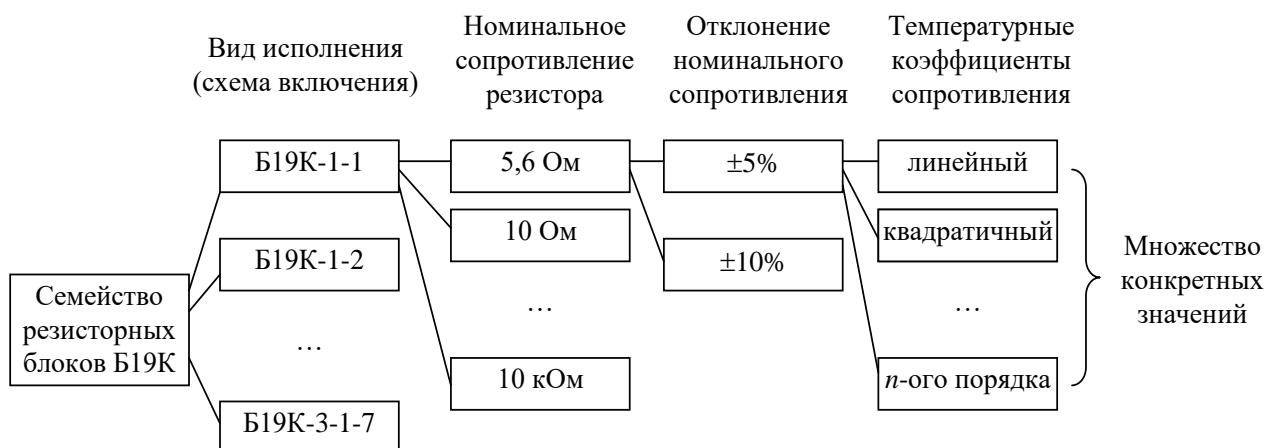 Вид исполнения
(схема включения)
Номинальное
сопротивление
резистора
Отклонение
номинального
сопротивления
Температурные
коэффициенты
сопротивления
Семейство
резисторных
блоков Б19К
Б19К-1-1
Б19К-1-2
…
Б19К-3-1-7
5,6 Ом
10 Ом
…
10 кОм
±5%
±10%
линейный
квадратичный
…
n-ого порядка
Множество
конкретных
значений